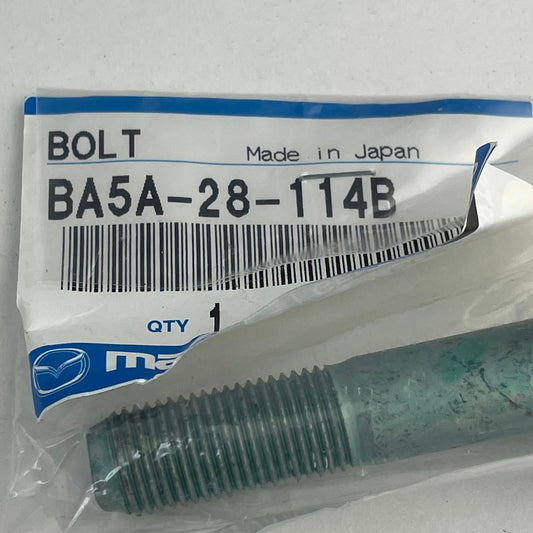 BOLT
Made in Japan
BA5A-28-114B
QTY 1